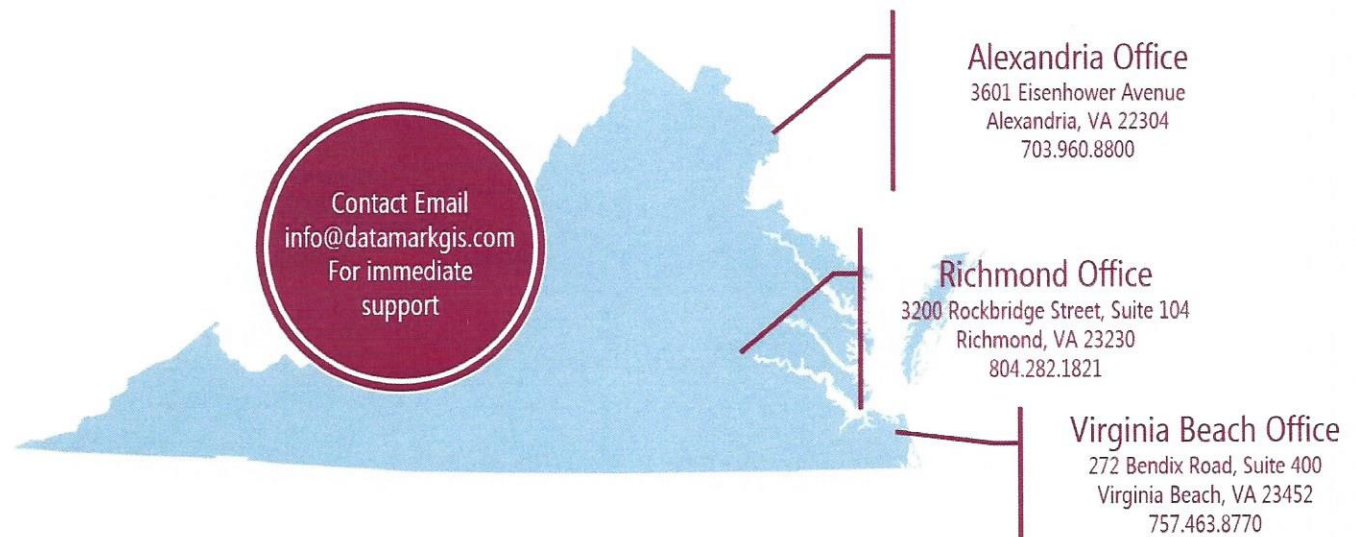 Alexandria Office
3601 Eisenhower Avenue
Alexandria, VA 22304
703.960.8800
Contact Email
info@datamarkgis.com
For immediate
support
Richmond Office
3200 Rockbridge Street, Suite 104
Richmond, VA 23230
804.282.1821
Virginia Beach Office
272 Bendix Road, Suite 400
Virginia Beach, VA 23452
757.463.8770